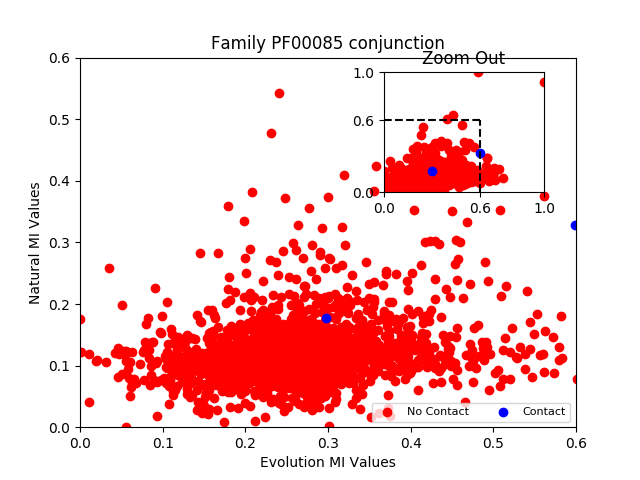 Family PF00085 conjunction
Zoom Out
1.0
0.6
0.0
0.0 0.6 1.0
0.6
0.5
0.4
0.3
0.2
0.1
0.0
Natural MI Values
No Contact Contact
0.0 0.1 0.2 0.3 0.4 0.5 0.6
Evolution MI Values